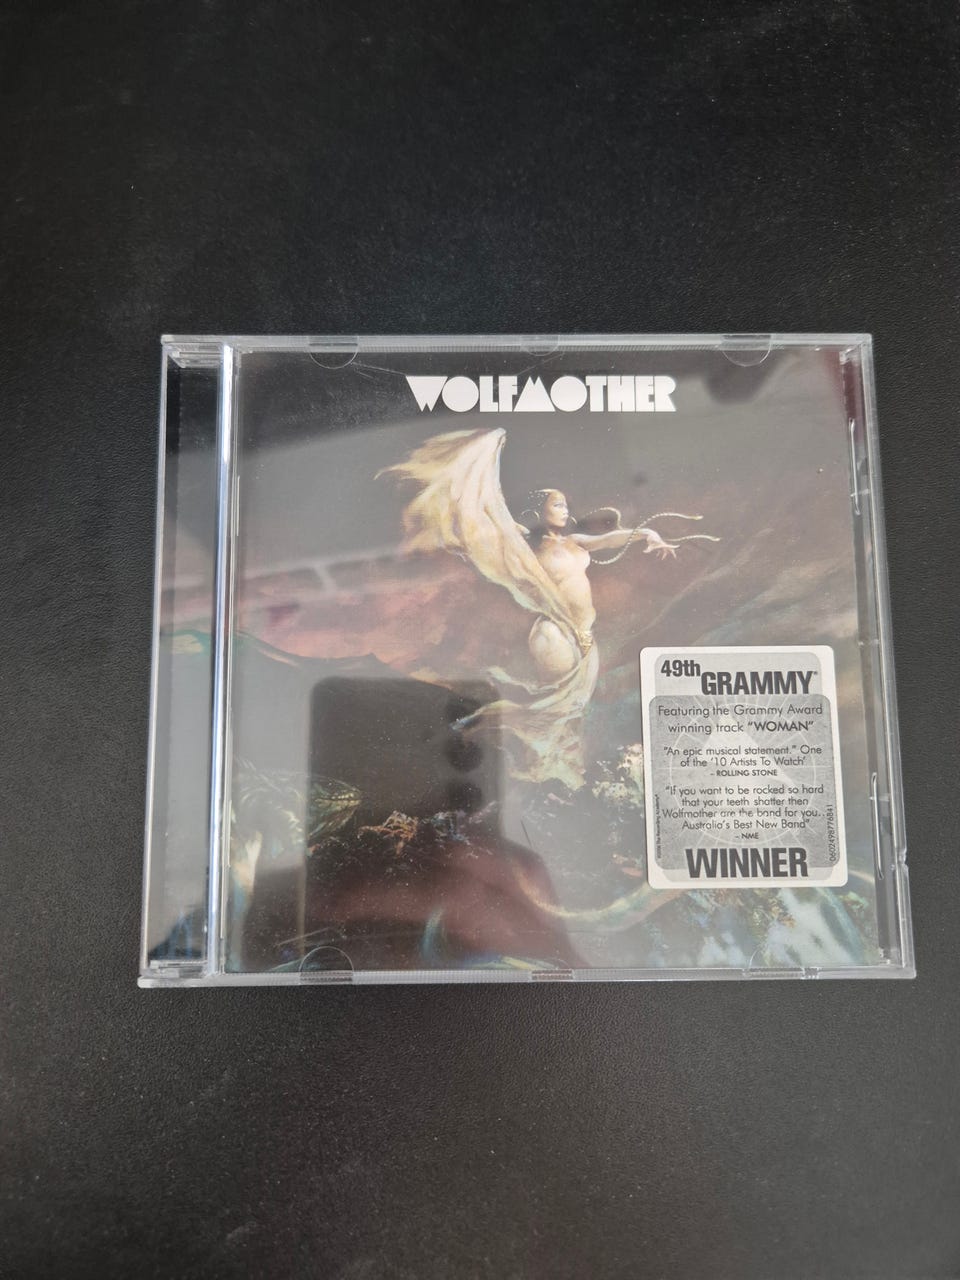 WOLFMOTHER
49th
GRAMMY®
Featuring the Grammy Award
winning track "WOMAN"
"An epic musical statement." One
of the '10 Artists To Watch'
- ROLLING STONE
"If you want to be rocked so hard
that your teeth shatter then
Wolfmother are the band for you...
Australia's Best New Band"
- NME
WINNER
0602498776841